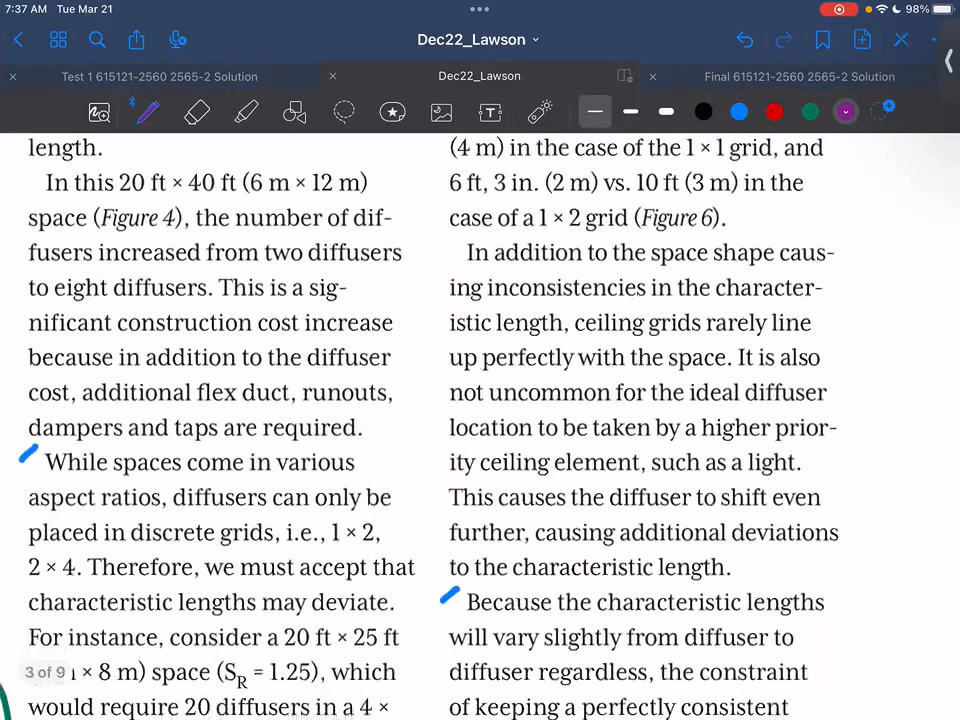 7:37 AM Tue Mar 21
98%
Dec22_Lawson
Test 1 615121-2560 2565-2 Solution
Dec22_Lawson
Final 615121-2560 2565-2 Solution
length.
In this 20 ft × 40 ft (6 m × 12 m)
space (Figure 4), the number of dif-
fusers increased from two diffusers
to eight diffusers. This is a sig-
nificant construction cost increase
because in addition to the diffuser
cost, additional flex duct, runouts,
dampers and taps are required.
While spaces come in various
aspect ratios, diffusers can only be
placed in discrete grids, i.e., 1 × 2,
2 × 4. Therefore, we must accept that
characteristic lengths may deviate.
For instance, consider a 20 ft × 25 ft
× 8 m) space (SR = 1.25), which
would require 20 diffusers in a 4 ×
3 of 9
(4 m) in the case of the 1 × 1 grid, and
6 ft, 3 in. (2 m) vs. 10 ft (3 m) in the
case of a 1 × 2 grid (Figure 6).
In addition to the space shape caus-
ing inconsistencies in the character-
istic length, ceiling grids rarely line
up perfectly with the space. It is also
not uncommon for the ideal diffuser
location to be taken by a higher prior-
ity ceiling element, such as a light.
This causes the diffuser to shift even
further, causing additional deviations
to the characteristic length.
Because the characteristic lengths
will vary slightly from diffuser to
diffuser regardless, the constraint
of keeping a perfectly consistent